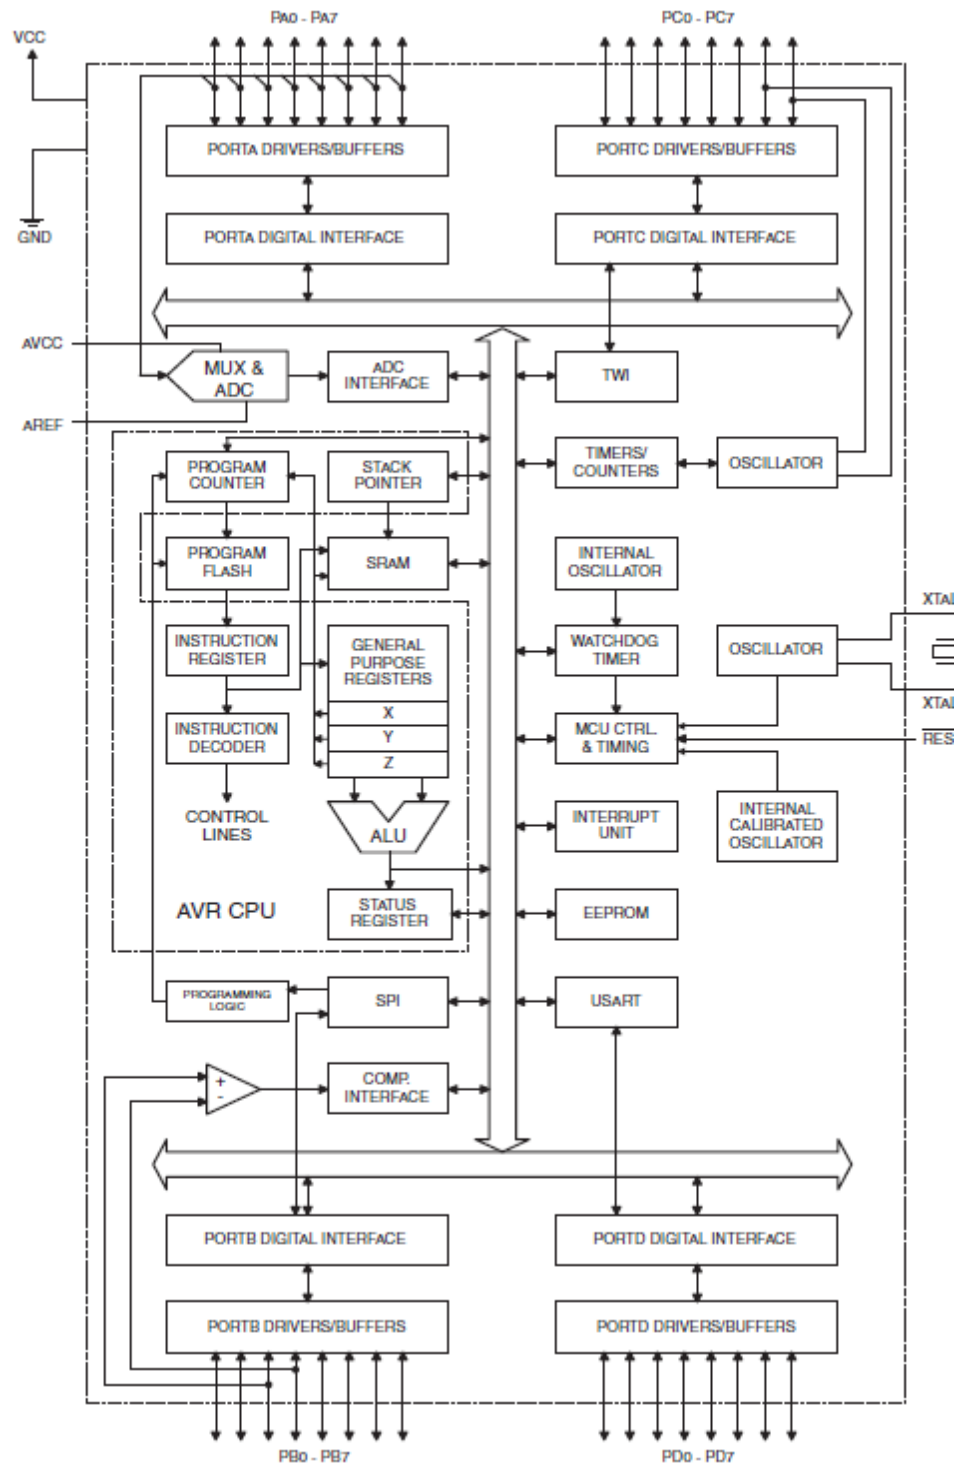 PA0 - PA7
PC0 - PC7
VCC
PORTA DRIVERS/BUFFERS
PORTC DRIVERS/BUFFERS
GND
PORTA DIGITAL INTERFACE
PORTC DIGITAL INTERFACE
AVCC
MUX &
ADC
ADC
INTERFACE
TWI
AREF
PROGRAM
COUNTER
STACK
POINTER
TIMERS/
COUNTERS
OSCILLATOR
PROGRAM
FLASH
SRAM
INTERNAL
OSCILLATOR
XTAL
INSTRUCTION
REGISTER
GENERAL
PURPOSE
REGISTERS
WATCHDOG
TIMER
OSCILLATOR
X
XTAL
INSTRUCTION
DECODER
Y
MCU CTRL.
& TIMING
RES
Z
CONTROL
LINES
ALU
INTERRUPT
UNIT
INTERNAL
CALIBRATED
OSCILLATOR
AVR CPU
STATUS
REGISTER
EEPROM
PROGRAMMING
LOGIC
SPI
USART
+
-
COMP.
INTERFACE
PORTB DIGITAL INTERFACE
PORTD DIGITAL INTERFACE
PORTB DRIVERS/BUFFERS
PORTD DRIVERS/BUFFERS
PB0 - PB7
PD0 - PD7